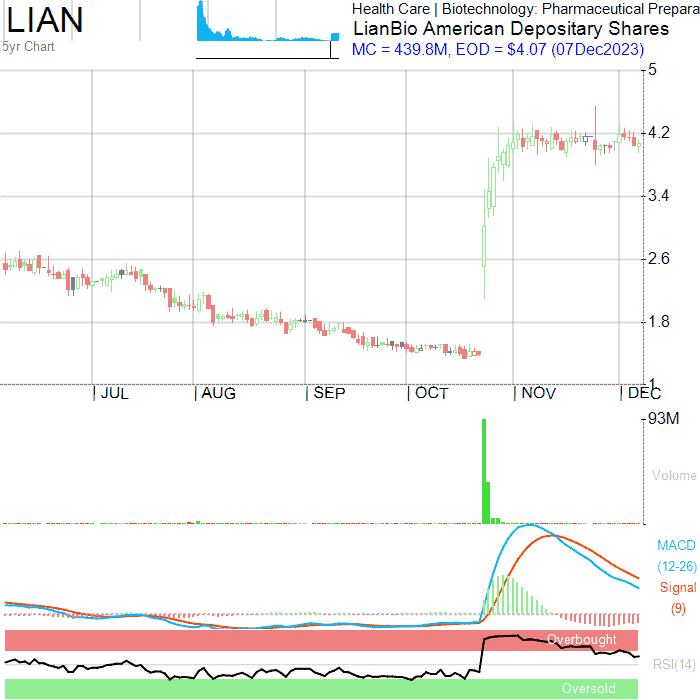 LIAN
5yr Chart
Health Care | Biotechnology: Pharmaceutical Prepara
LianBio American Depositary Shares
MC = 439.8M, EOD = $4.07 (07Dec2023)
5
4.2
3.4
2.6
1.8
1
JUL AUG SEP OCT NOV DEC
93M
Volume
MACD
(12-26)
Signal
(9)
Overbought
RSI(14)
Oversold